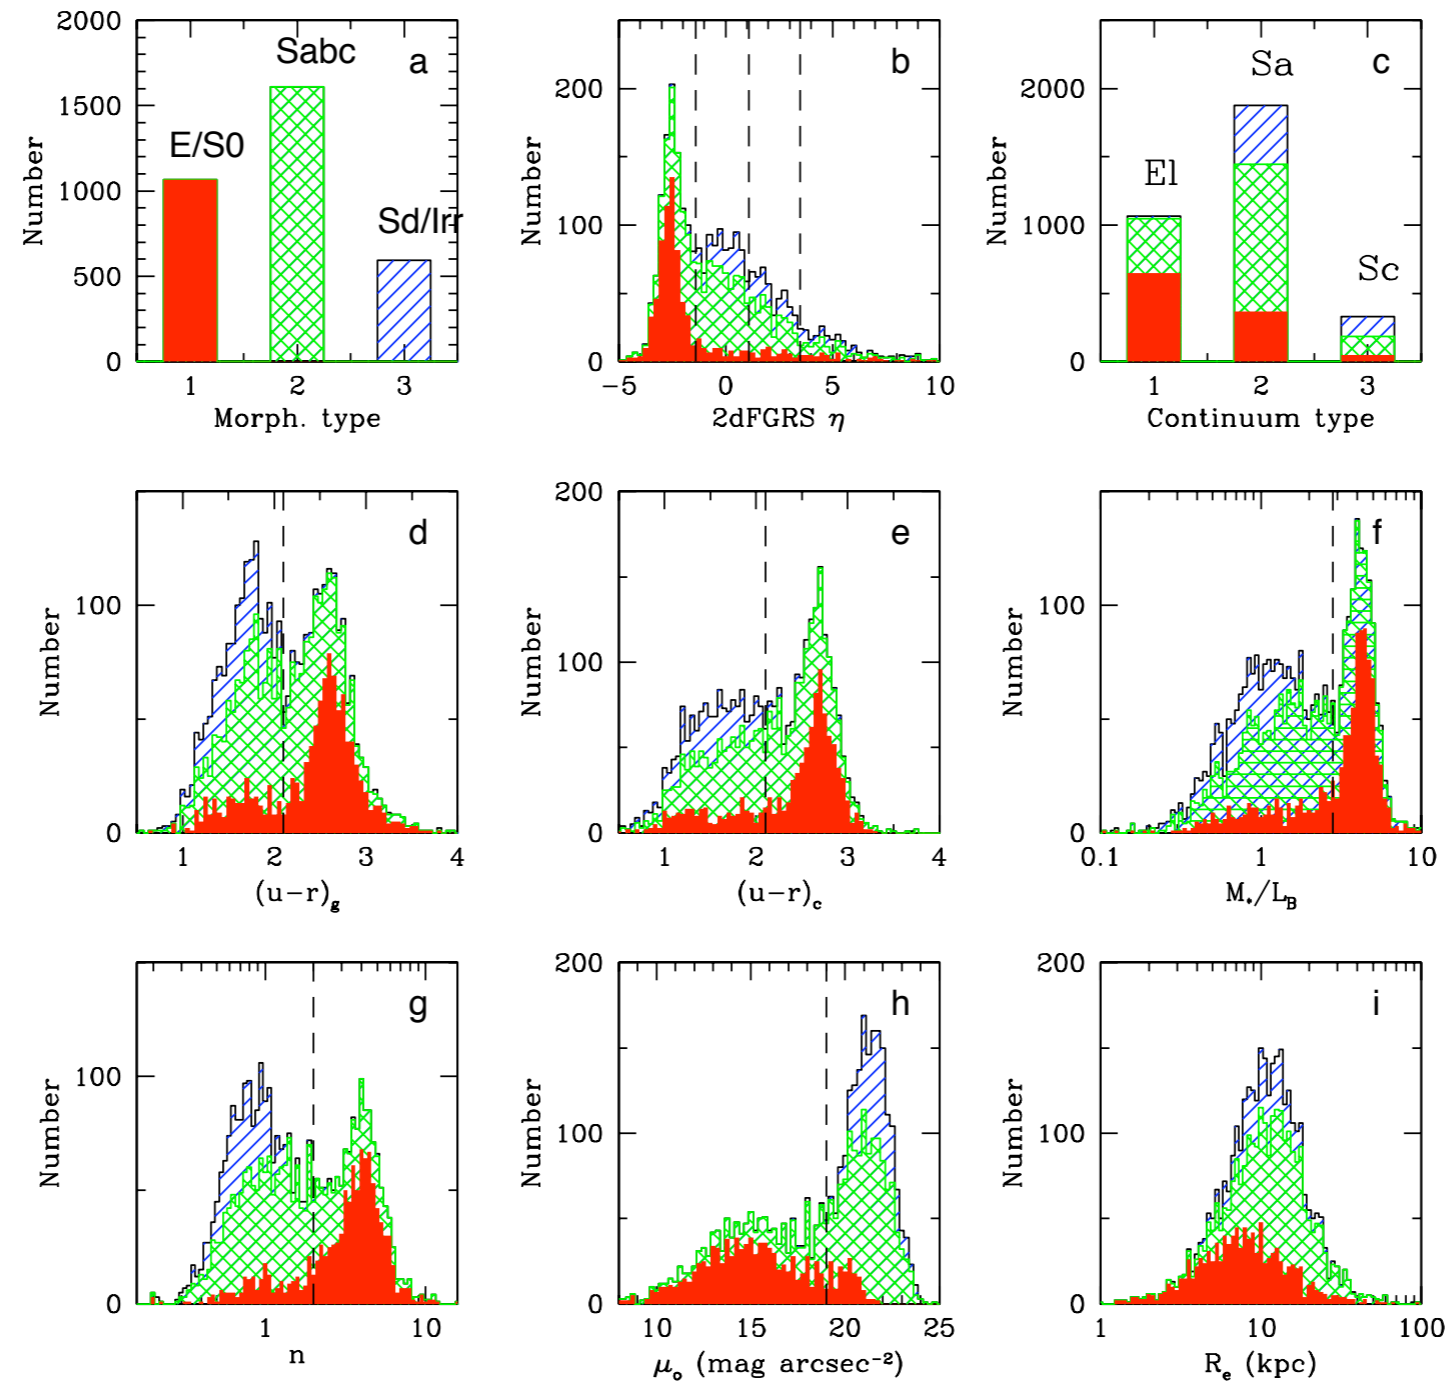 2000
1500
1000
500
0
Number
Sabc
a
E/S0
Sd/Irr
1 2 3
Morph. type
200
100
0
Number
b
−5 0 5 10
2dFGRS η
2000
1000
0
Number
Sa
c
El
Sc
1 2 3
Continuum type
100
0
Number
d
1 2 3 4
(u−r)g
200
100
0
Number
e
1 2 3 4
(u−r)c
100
0
Number
f
0.1 1 10
M*/LB
100
0
Number
g
1 10
n
200
100
0
Number
h
10 15 20 25
μo (mag arcsec−2)
200
100
0
Number
i
1 10 100
Re (kpc)